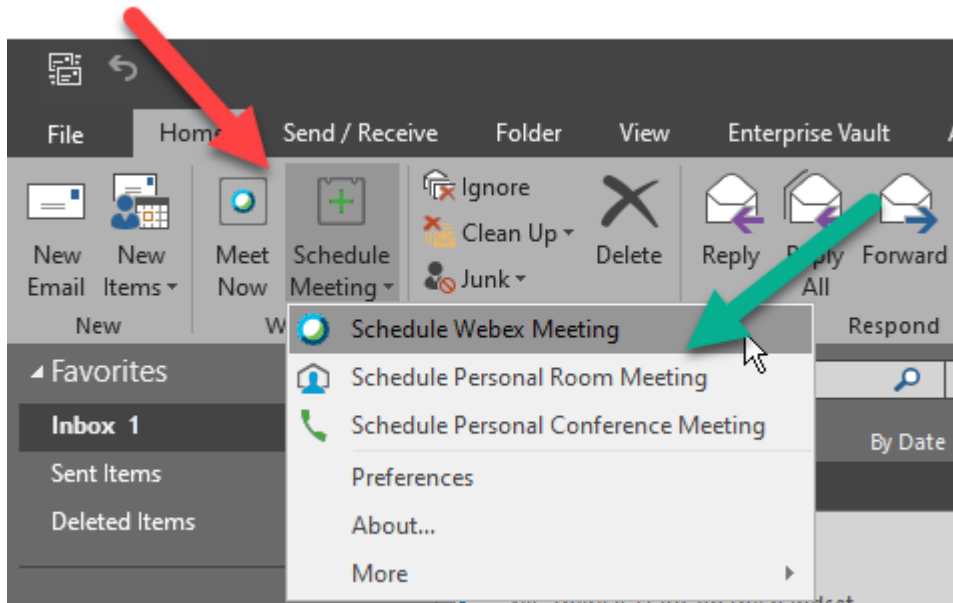 File Home Send / Receive Folder View Enterprise Vault
New Email
New Items
Meet Now
Schedule Meeting
Ignore
Clean Up
Junk
Delete
Reply
Reply All
Forward
New
Respond
Schedule Webex Meeting
Schedule Personal Room Meeting
Schedule Personal Conference Meeting
Preferences
About...
More
Favorites
Inbox 1
Sent Items
Deleted Items
By Date